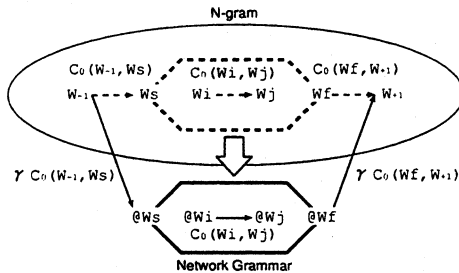 N-gram
C₀(W₋₁,Ws) C₀(Wi,Wj) C₀(Wf,W₊₁)
W₋₁ Ws Wi Wj Wf W₊₁
γ C₀(W₋₁,Ws) γ C₀(Wf,W₊₁)
@Ws @Wi @Wj @Wf
C₀(Wi,Wj)
Network Grammar